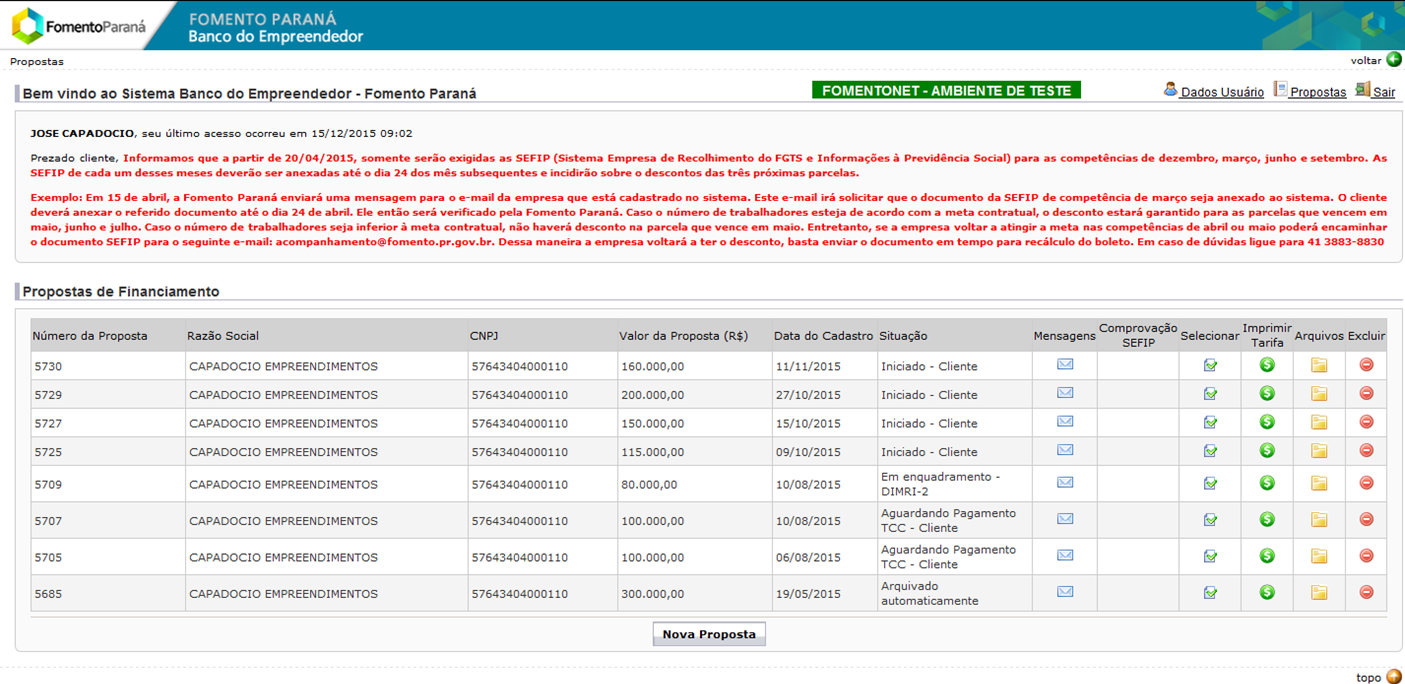 FomentoParaná
FOMENTO PARANÁ
Banco do Empreendedor
Propostas
voltar
Bem vindo ao Sistema Banco do Empreendedor - Fomento Paraná
FOMENTONET - AMBIENTE DE TESTE
Dados Usuário Propostas Sair
JOSE CAPADOCIO, seu último acesso ocorreu em 15/12/2015 09:02
Prezado cliente, Informamos que a partir de 20/04/2015, somente serão exigidas as SEFIP (Sistema Empresa de Recolhimento do FGTS e Informações à Previdência Social) para as competências de dezembro, março, junho e setembro. As
SEFIP de cada um desses meses deverão ser anexadas até o dia 24 dos mês subsequentes e incidirão sobre o descontos das três próximas parcelas.
Exemplo: Em 15 de abril, a Fomento Paraná enviará uma mensagem para o e-mail da empresa que está cadastrado no sistema. Este e-mail irá solicitar que o documento da SEFIP de competência de março seja anexado ao sistema. O cliente
deverá anexar o referido documento até o dia 24 de abril. Ele então será verificado pela Fomento Paraná. Caso o número de trabalhadores esteja de acordo com a meta contratual, o desconto estará garantido para as parcelas que vencem em
maio, junho e julho. Caso o número de trabalhadores seja inferior à meta contratual, não haverá desconto na parcela que vence em maio. Entretanto, se a empresa voltar a atingir a meta nas competências de abril ou maio poderá encaminhar
o documento SEFIP para o seguinte e-mail: acompanhamento@fomento.pr.gov.br. Dessa maneira a empresa voltará a ter o desconto, basta enviar o documento em tempo para recálculo do boleto. Em caso de dúvidas ligue para 41 3883-8830
Propostas de Financiamento
Número da Proposta Razão Social CNPJ Valor da Proposta (R$) Data do Cadastro Situação Mensagens Comprovação SEFIP Selecionar Imprimir Tarifa Arquivos Excluir
5730 CAPADOCIO EMPREENDIMENTOS 57643404000110 160.000,00 11/11/2015 Iniciado - Cliente
5729 CAPADOCIO EMPREENDIMENTOS 57643404000110 200.000,00 27/10/2015 Iniciado - Cliente
5727 CAPADOCIO EMPREENDIMENTOS 57643404000110 150.000,00 15/10/2015 Iniciado - Cliente
5725 CAPADOCIO EMPREENDIMENTOS 57643404000110 115.000,00 09/10/2015 Iniciado - Cliente
5709 CAPADOCIO EMPREENDIMENTOS 57643404000110 80.000,00 10/08/2015 Em enquadramento - DIMRI-2
5707 CAPADOCIO EMPREENDIMENTOS 57643404000110 100.000,00 10/08/2015 Aguardando Pagamento TCC - Cliente
5705 CAPADOCIO EMPREENDIMENTOS 57643404000110 100.000,00 06/08/2015 Aguardando Pagamento TCC - Cliente
5685 CAPADOCIO EMPREENDIMENTOS 57643404000110 300.000,00 19/05/2015 Arquivado automaticamente
Nova Proposta
topo